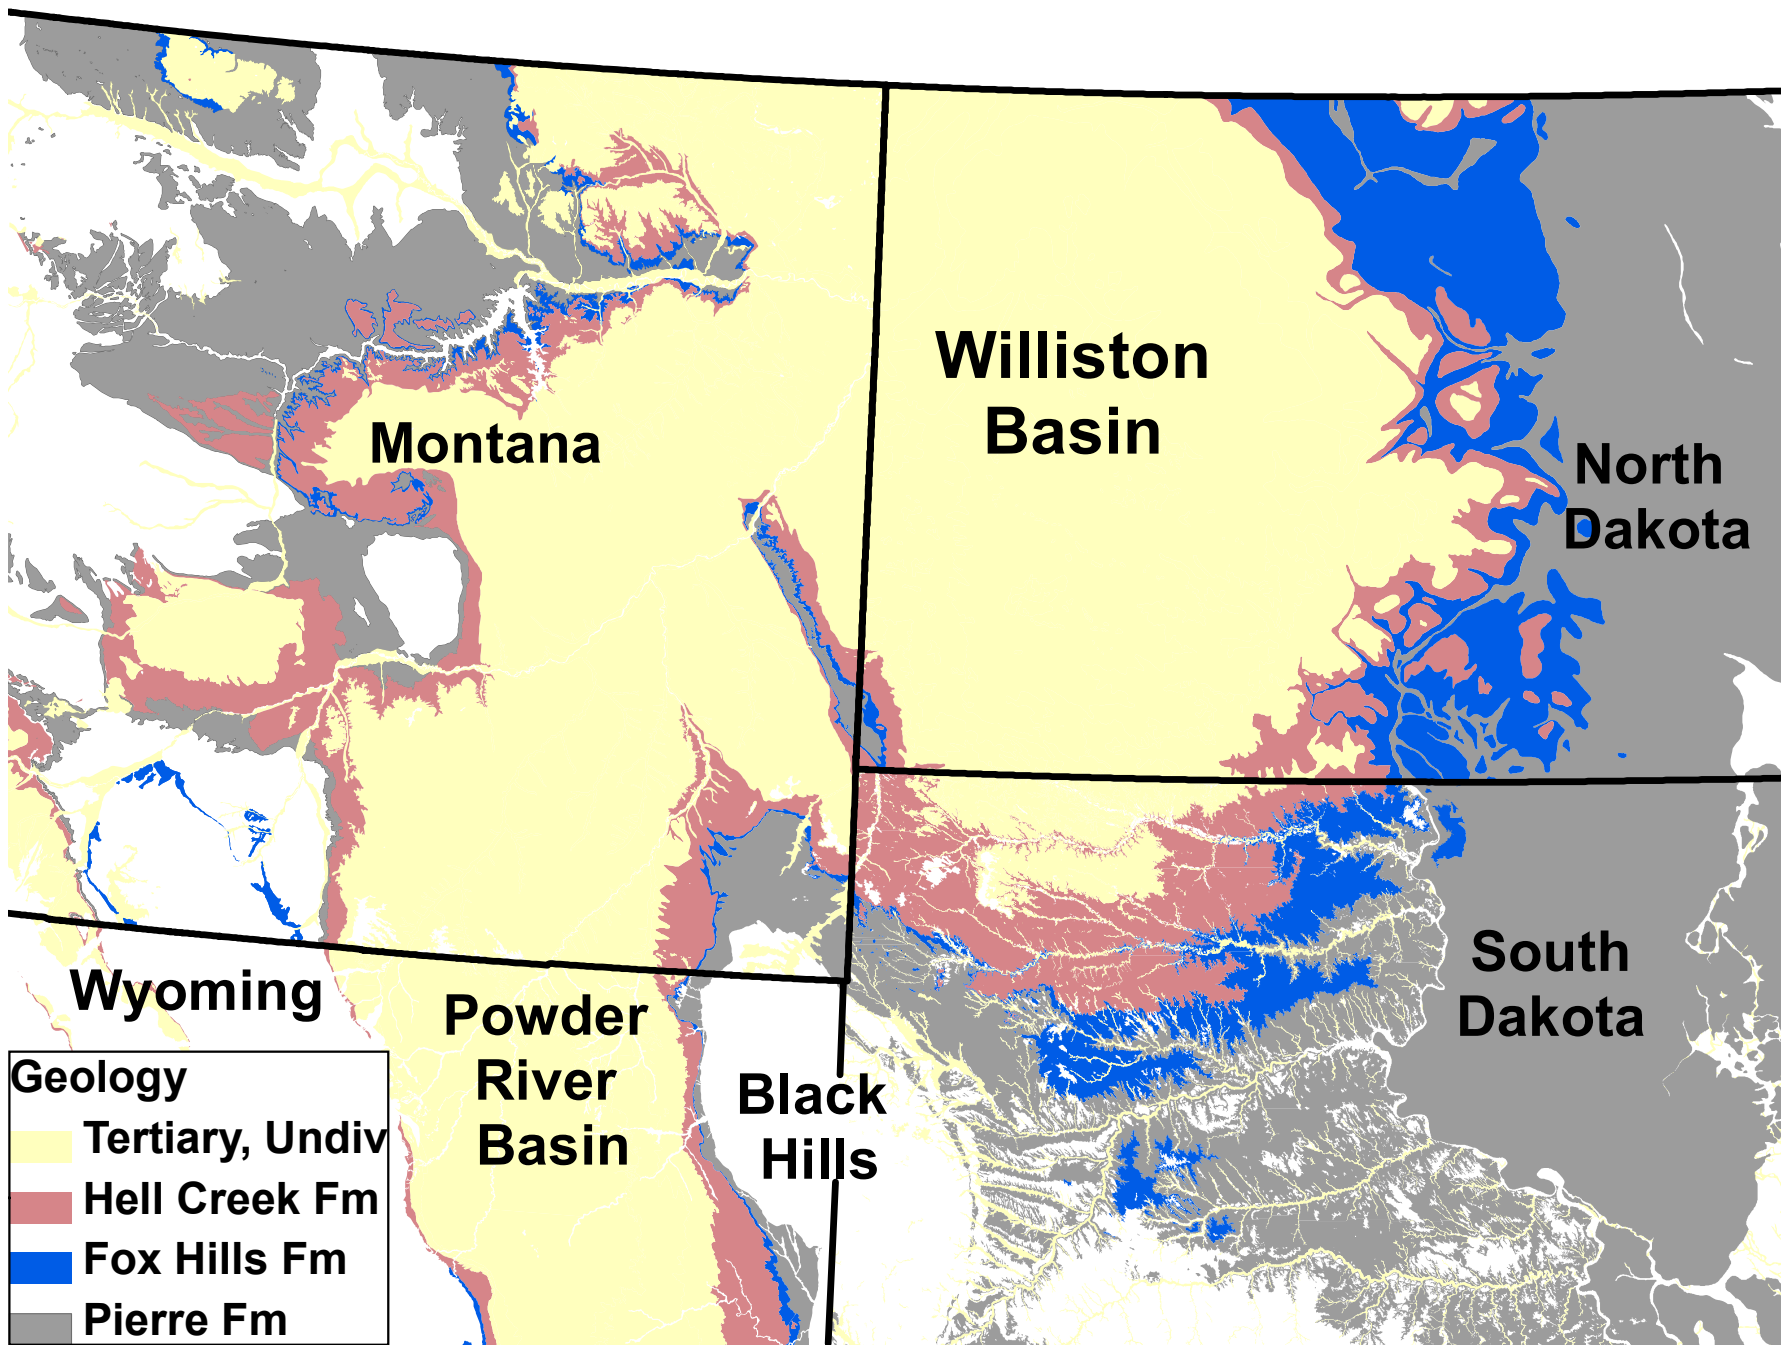 Williston
Basin
Montana
North
Dakota
South
Dakota
Wyoming
Powder
River
Basin
Black
Hills
Geology
Tertiary, Undiv
Hell Creek Fm
Fox Hills Fm
Pierre Fm